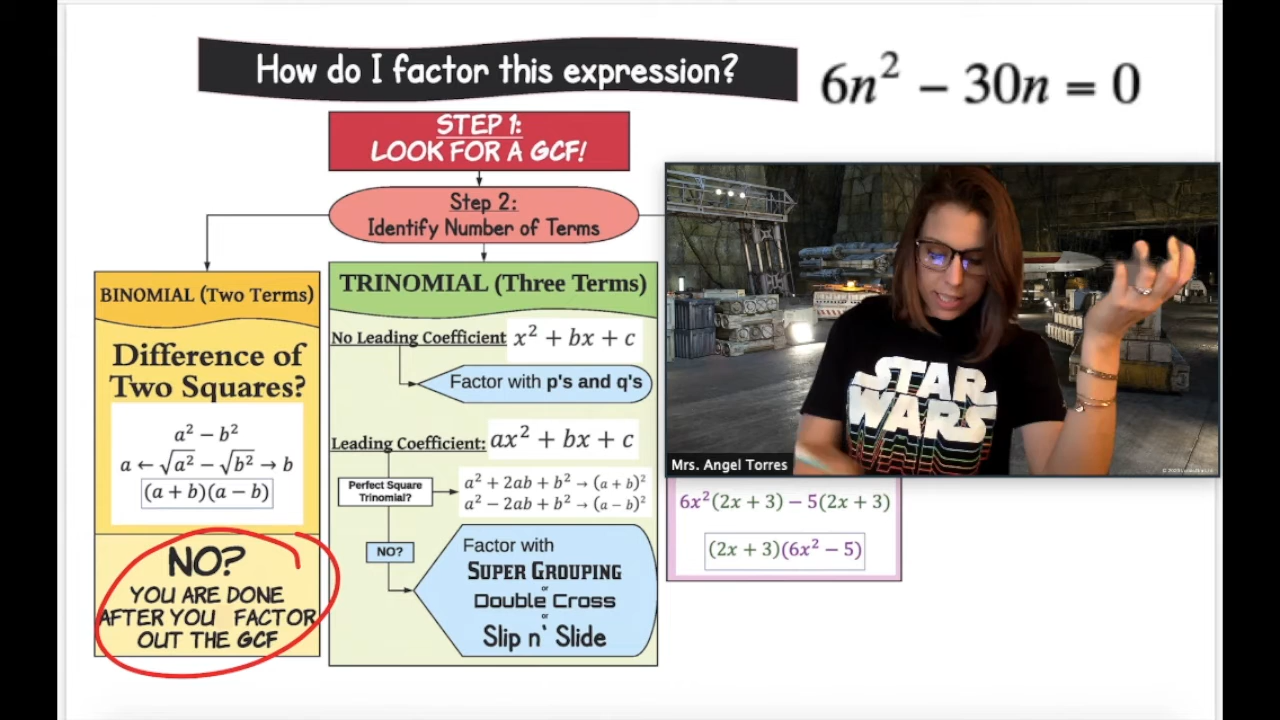 How do I factor this expression?
6n² − 30n = 0
STEP 1:
LOOK FOR A GCF!
Step 2:
Identify Number of Terms
BINOMIAL (Two Terms)
Difference of
Two Squares?
a² − b²
a ← √a² − √b² → b
(a + b)(a − b)
NO?
YOU ARE DONE
AFTER YOU FACTOR
OUT THE GCF
TRINOMIAL (Three Terms)
No Leading Coefficient x² + bx + c
Factor with p's and q's
Leading Coefficient: ax² + bx + c
Perfect Square
Trinomial?
a² + 2ab + b² → (a + b)²
a² − 2ab + b² → (a − b)²
NO?
Factor with
SUPER GROUPING
or
Double Cross
or
Slip n' Slide
STAR
WARS
Mrs. Angel Torres
6x²(2x + 3) − 5(2x + 3)
(2x + 3)(6x² − 5)